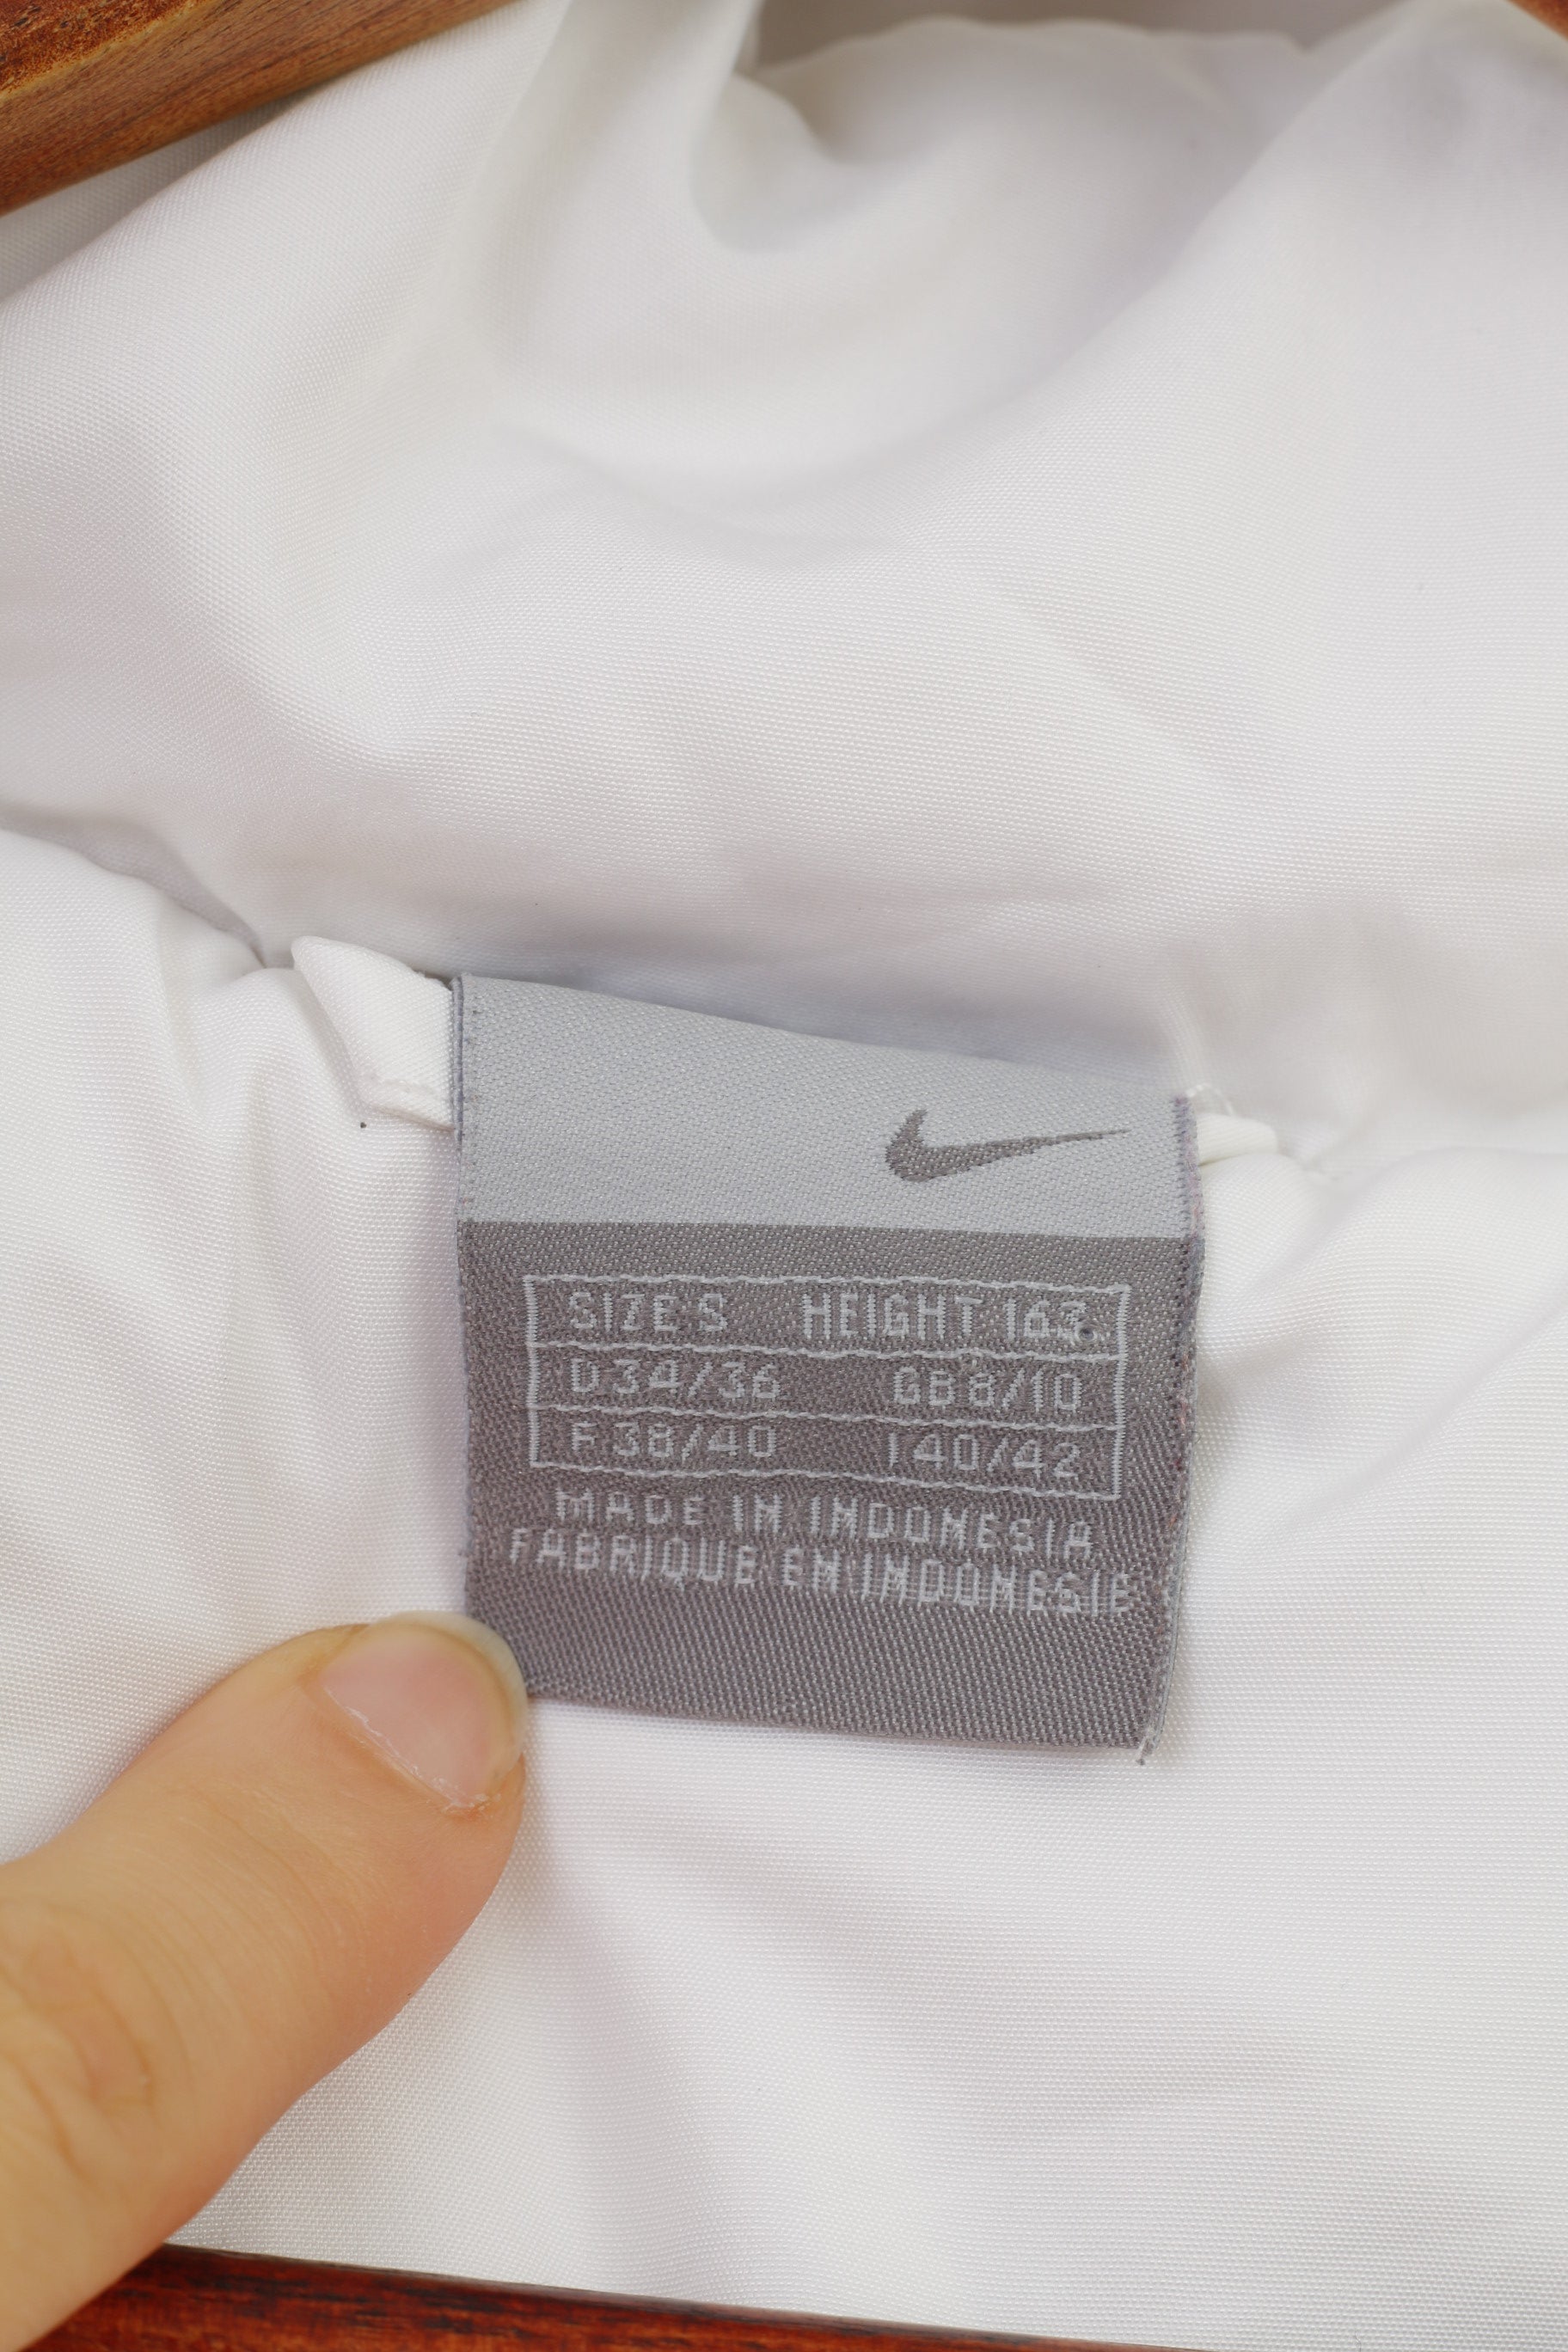 SIZE S HEIGHT 163
D 34/36 GB 8/10
F 38/40 I 40/42
MADE IN INDONESIA
FABRIQUE EN INDONESIE